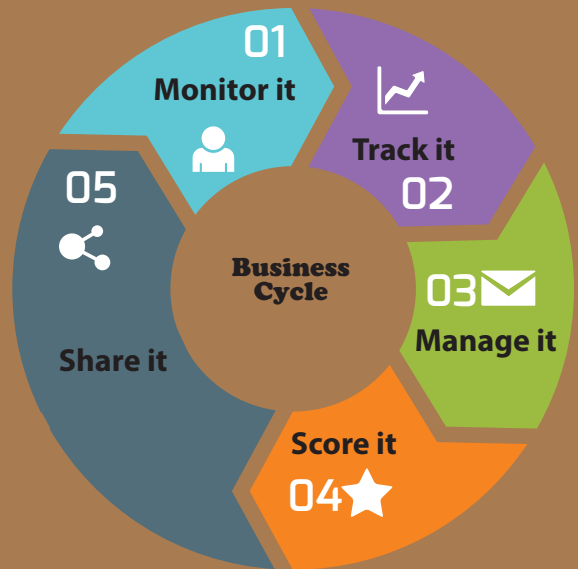 01
Monitor it
Track it
02
03
Manage it
Score it
04
05
Share it
Business
Cycle